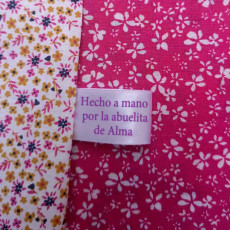 Hecho a mano
por la abuelita
de Alma